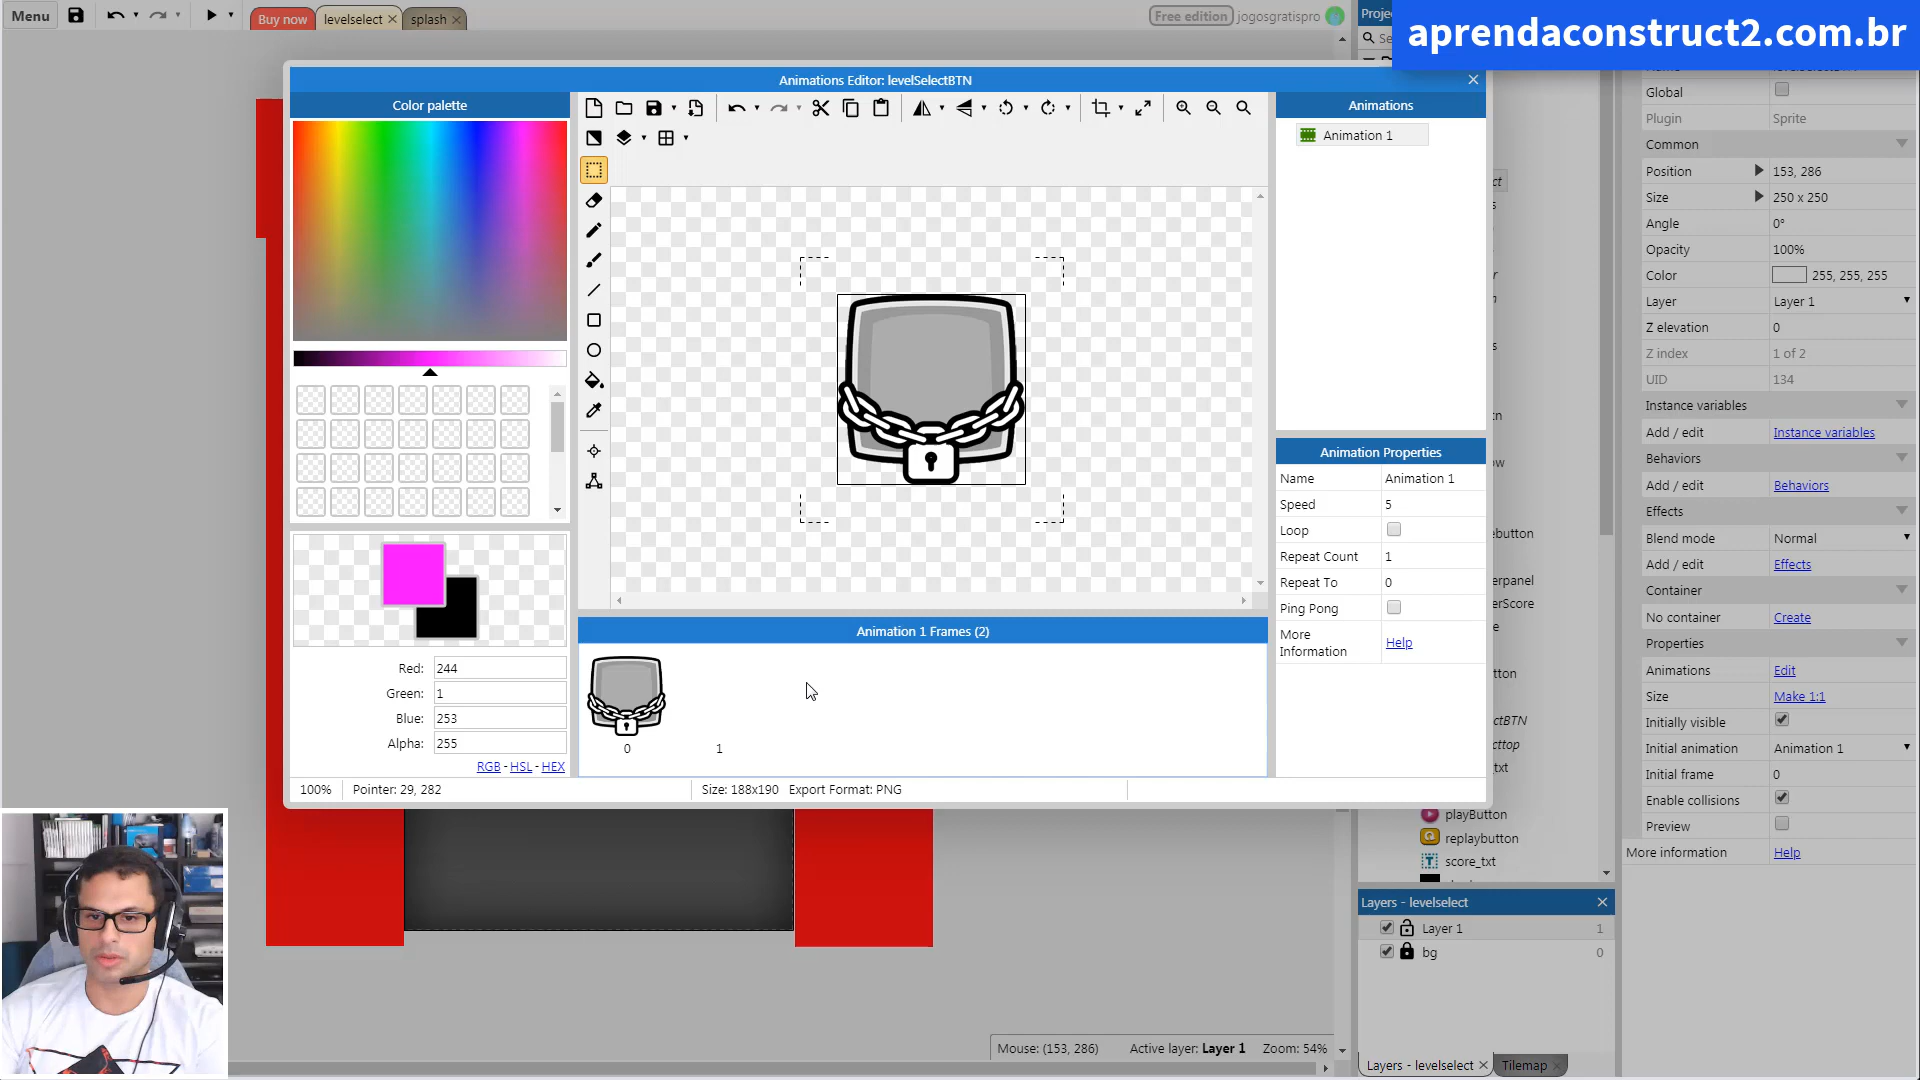 Menu
Buy now
levelselect
splash
Free edition
jogosgratispro
Projec
aprendaconstruct2.com.br
Animations Editor: levelSelectBTN
Color palette
Animations
Animation 1
Animation Properties
Name Animation 1
Speed 5
Loop
Repeat Count 1
Repeat To 0
Ping Pong
More Information Help
Animation 1 Frames (2)
0
1
Red: 244
Green: 1
Blue: 253
Alpha: 255
RGB - HSL - HEX
100%
Pointer: 29, 282
Size: 188x190
Export Format: PNG
Global
Plugin Sprite
Common
Position 153, 286
Size 250 x 250
Angle 0°
Opacity 100%
Color 255, 255, 255
Layer Layer 1
Z elevation 0
Z index 1 of 2
UID 134
Instance variables
Add / edit Instance variables
Behaviors
Add / edit Behaviors
Effects
Blend mode Normal
Add / edit Effects
Container
No container Create
Properties
Animations Edit
Size Make 1:1
Initially visible
Initial animation Animation 1
Initial frame 0
Enable collisions
Preview
More information Help
playButton
replaybutton
score_txt
Layers - levelselect
Layer 1 1
bg 0
Layers - levelselect
Tilemap
Mouse: (153, 286)
Active layer: Layer 1
Zoom: 54%